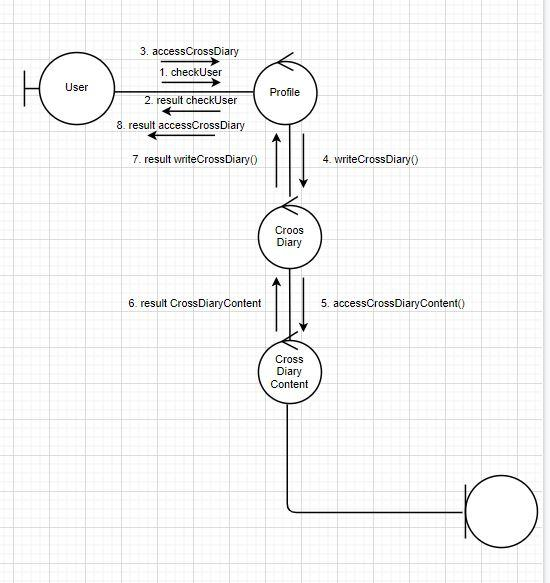 3. accessCrossDiary
1. checkUser
User
Profile
2. result checkUser
8. result accessCrossDiary
7. result writeCrossDiary()
4. writeCrossDiary()
Croos
Diary
6. result CrossDiaryContent
5. accessCrossDiaryContent()
Cross
Diary
Content